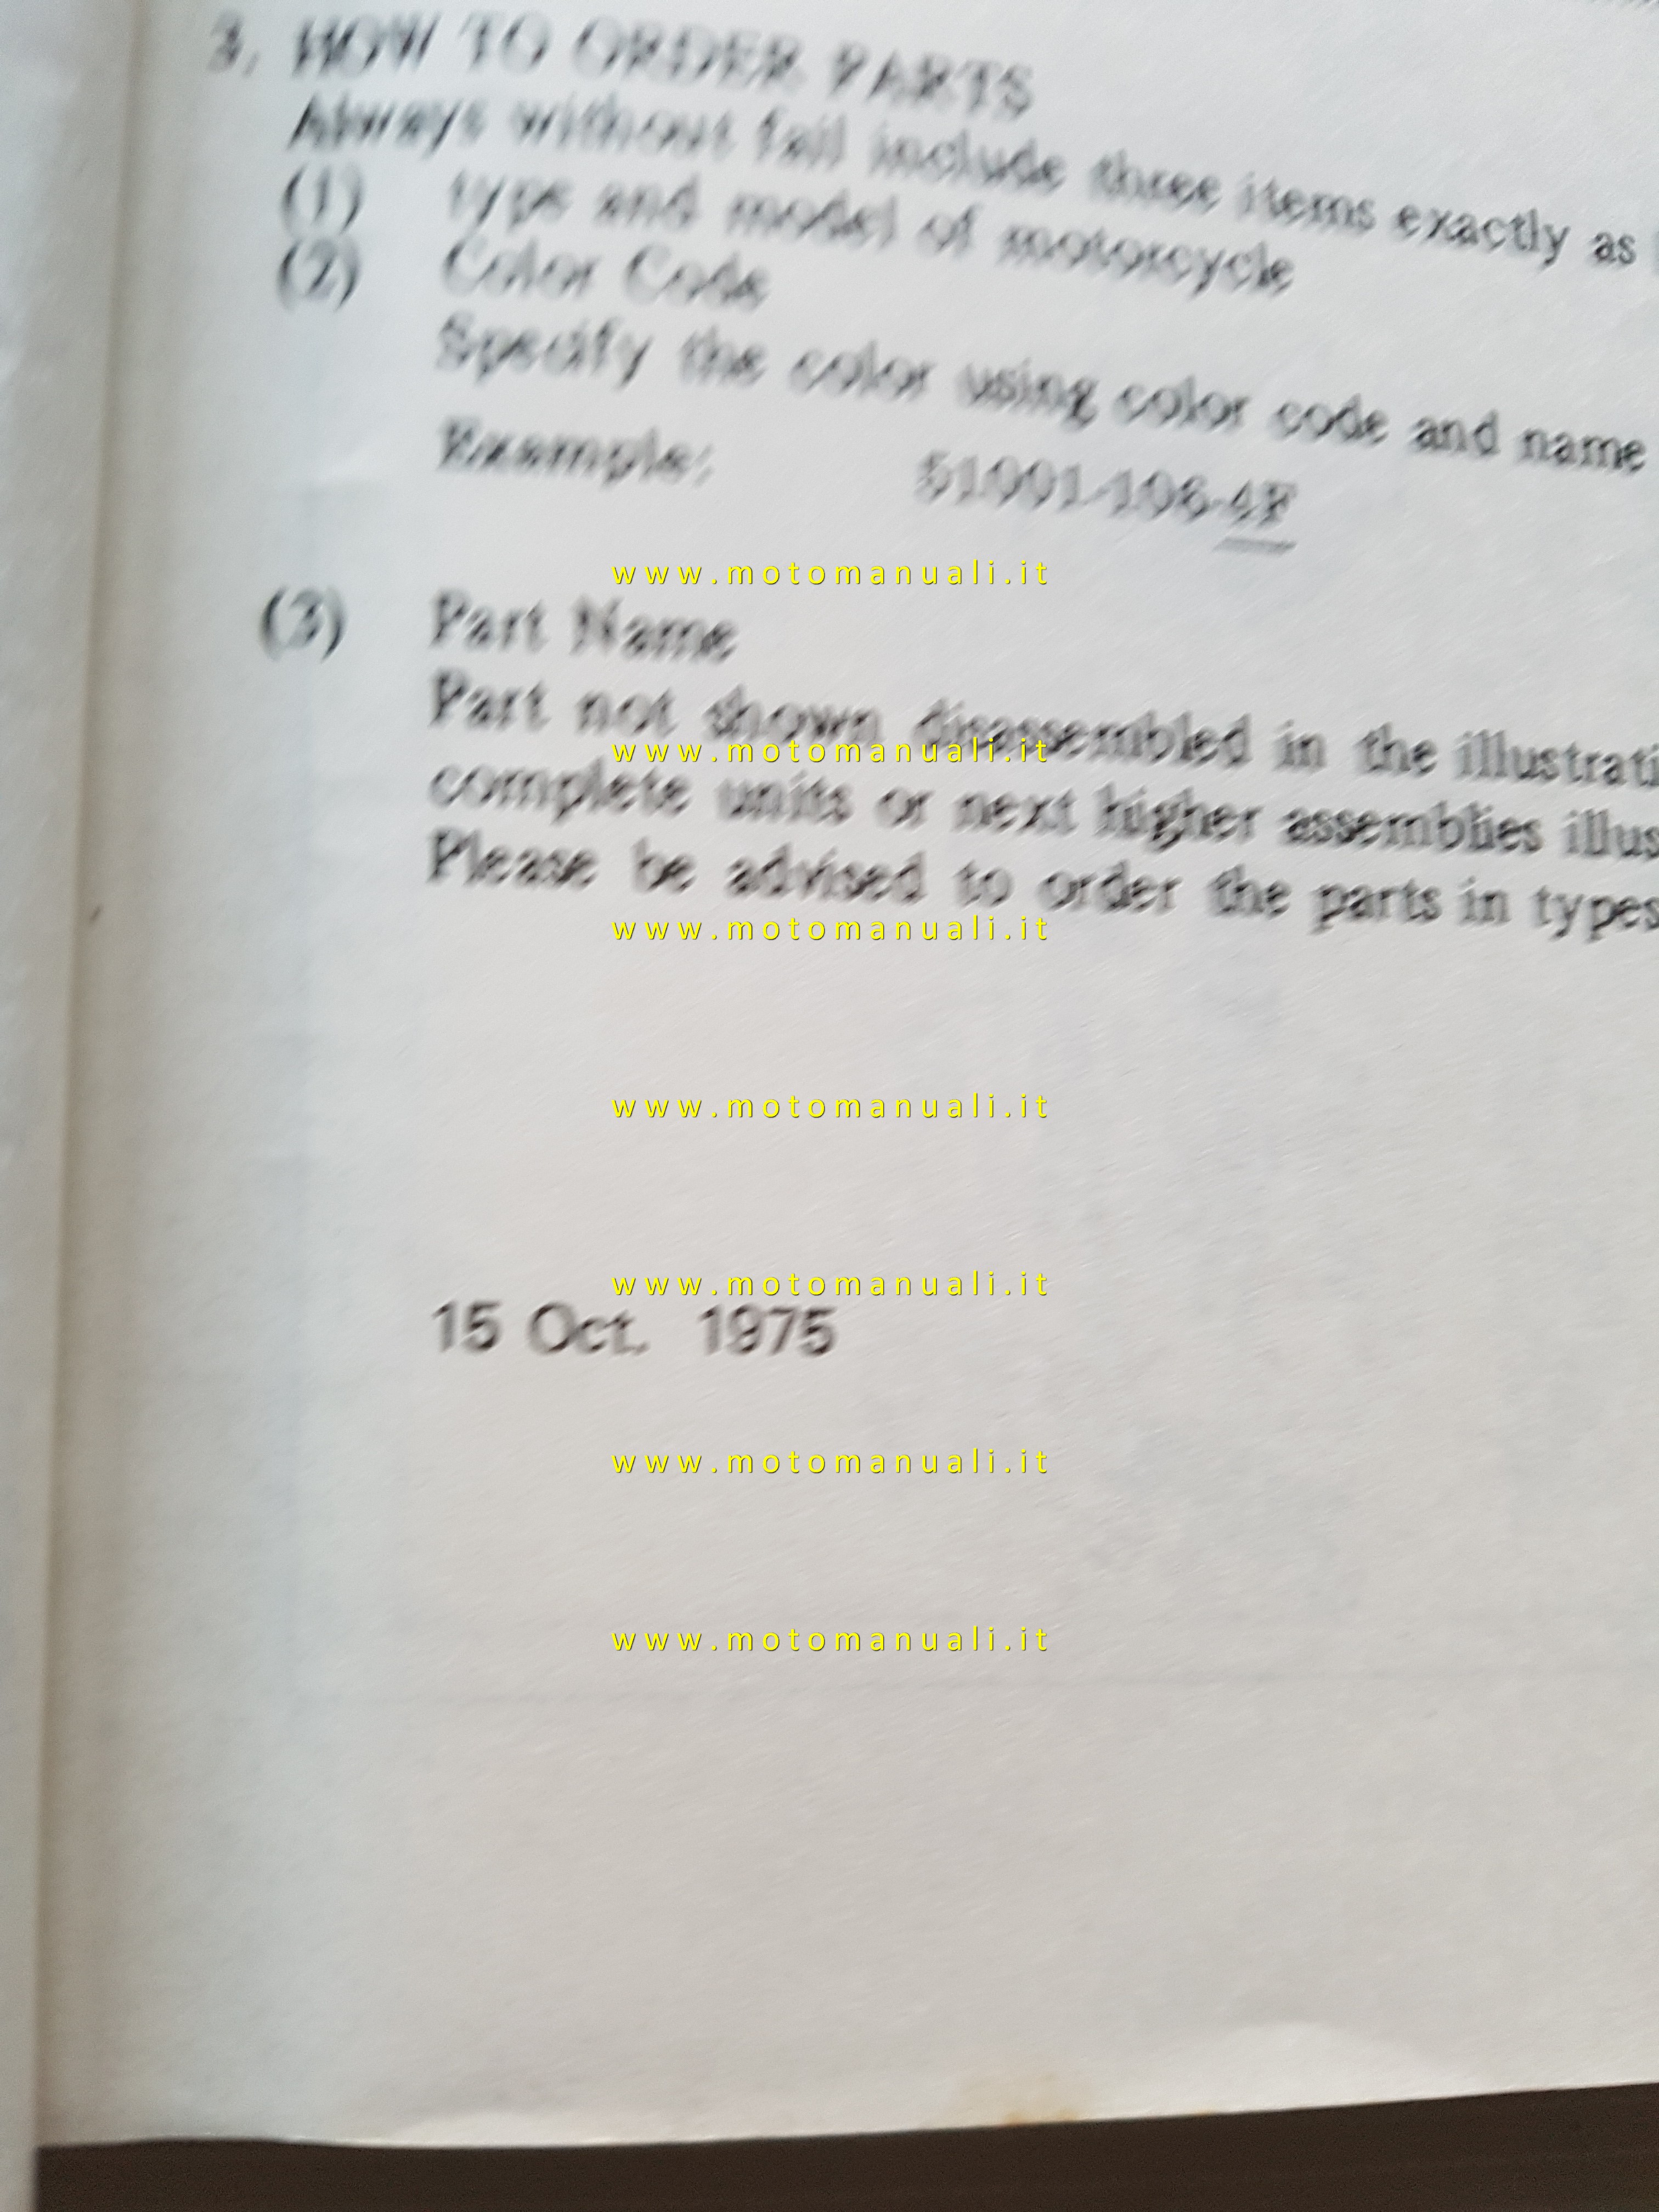 3. HOW TO ORDER PARTS
Always without fail include three items exactly as
(1) type and model of motorcycle
(2) Color Code
Specify the color using color code and name
Example: 51001-106-4F
www.motomanuali.it
(3) Part Name
Part not shown disassembled in the illustrati
www.motomanuali.it
complete units or next higher assemblies illus
Please be advised to order the parts in types
www.motomanuali.it
www.motomanuali.it
www.motomanuali.it
15 Oct. 1975
www.motomanuali.it
www.motomanuali.it